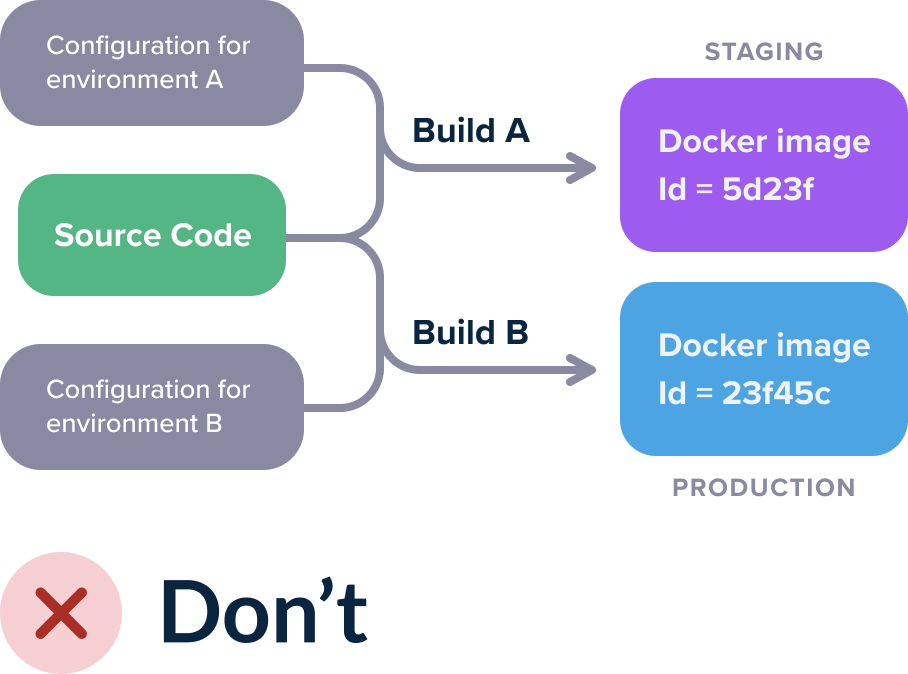 Configuration for
environment A
Source Code
Configuration for
environment B
Build A
Build B
STAGING
Docker image
Id = 5d23f
Docker image
Id = 23f45c
PRODUCTION
Don’t